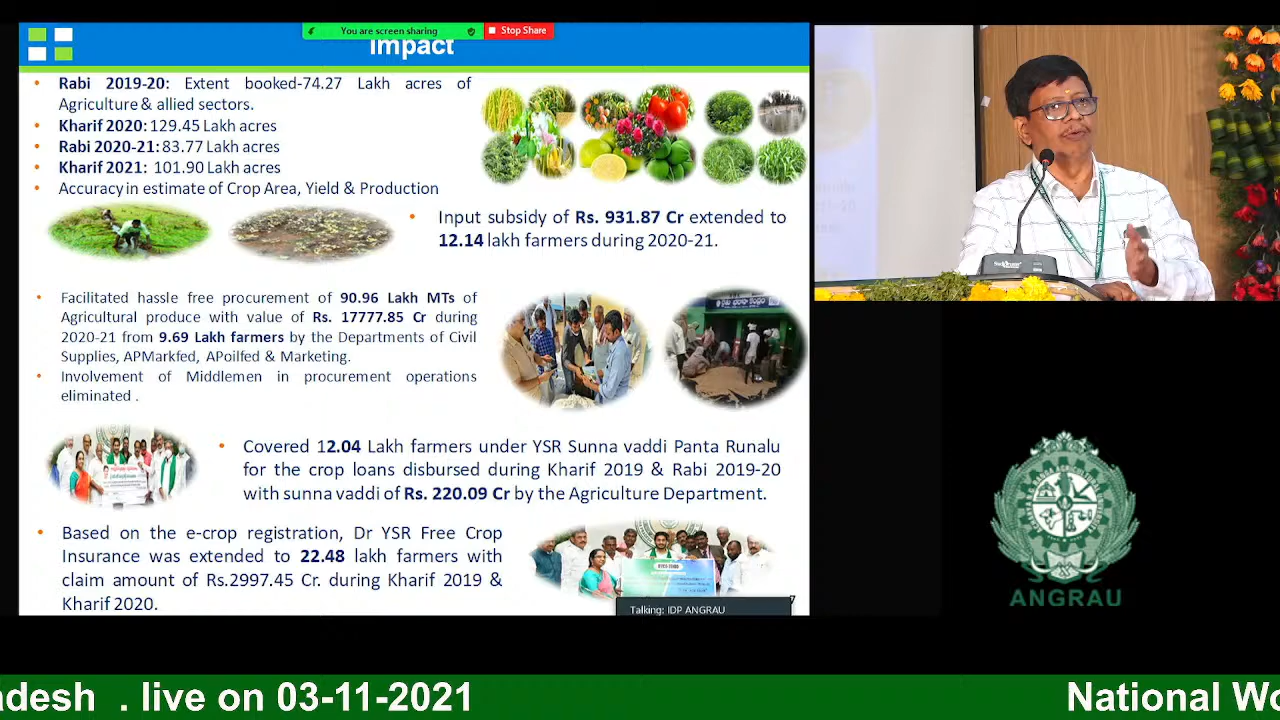 You are screen sharing
Stop Share
Impact
• Rabi 2019-20: Extent booked-74.27 Lakh acres of
Agriculture & allied sectors.
• Kharif 2020: 129.45 Lakh acres
• Rabi 2020-21: 83.77 Lakh acres
• Kharif 2021: 101.90 Lakh acres
• Accuracy in estimate of Crop Area, Yield & Production
• Input subsidy of Rs. 931.87 Cr extended to
12.14 lakh farmers during 2020-21.
• Facilitated hassle free procurement of 90.96 Lakh MTs of
Agricultural produce with value of Rs. 17777.85 Cr during
2020-21 from 9.69 Lakh farmers by the Departments of Civil
Supplies, APMarkfed, APoilfed & Marketing.
• Involvement of Middlemen in procurement operations
eliminated .
• Covered 12.04 Lakh farmers under YSR Sunna vaddi Panta Runalu
for the crop loans disbursed during Kharif 2019 & Rabi 2019-20
with sunna vaddi of Rs. 220.09 Cr by the Agriculture Department.
• Based on the e-crop registration, Dr YSR Free Crop
Insurance was extended to 22.48 lakh farmers with
claim amount of Rs.2997.45 Cr. during Kharif 2019 &
Kharif 2020.
Talking: IDP ANGRAU
ANGRAU
adesh . live on 03-11-2021
National Wo